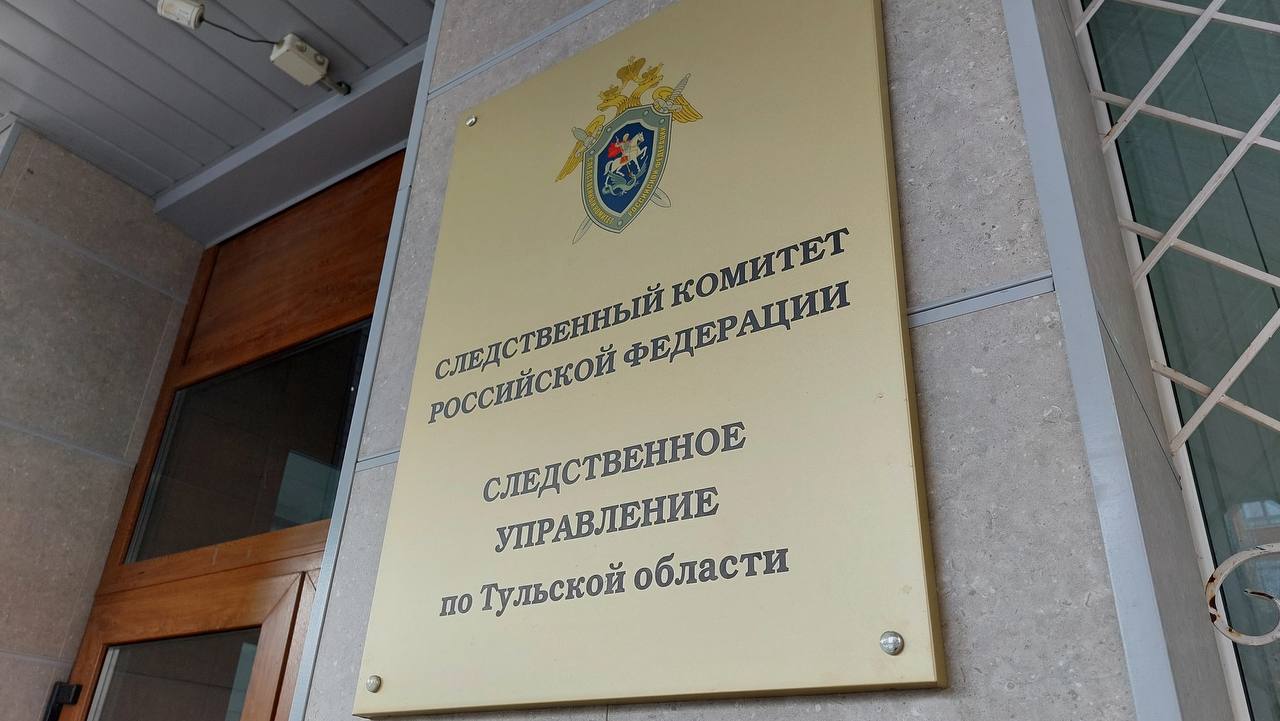 СЛЕДСТВЕННЫЙ КОМИТЕТ
РОССИЙСКОЙ ФЕДЕРАЦИИ
СЛЕДСТВЕННОЕ
УПРАВЛЕНИЕ
по Тульской области